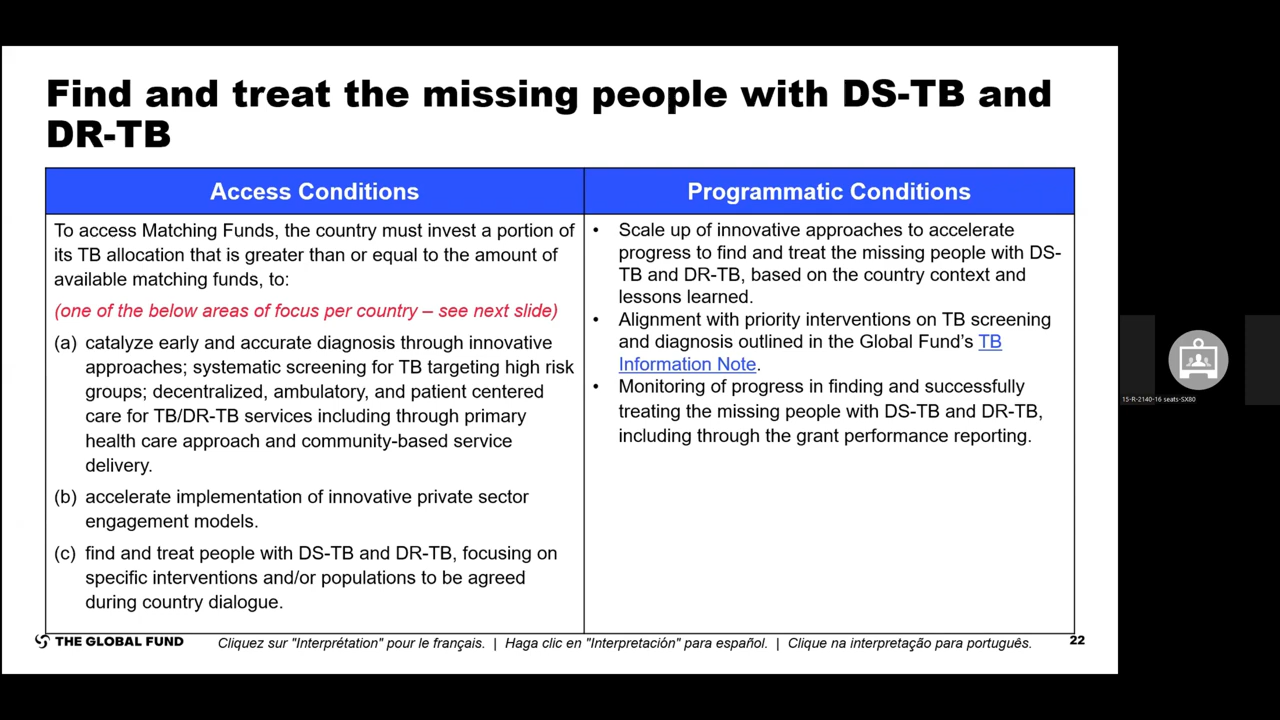 Find and treat the missing people with DS-TB and
DR-TB
Access Conditions
To access Matching Funds, the country must invest a portion of
its TB allocation that is greater than or equal to the amount of
available matching funds, to:
(one of the below areas of focus per country – see next slide)
(a) catalyze early and accurate diagnosis through innovative
approaches; systematic screening for TB targeting high risk
groups; decentralized, ambulatory, and patient centered
care for TB/DR-TB services including through primary
health care approach and community-based service
delivery.
(b) accelerate implementation of innovative private sector
engagement models.
(c) find and treat people with DS-TB and DR-TB, focusing on
specific interventions and/or populations to be agreed
during country dialogue.
Programmatic Conditions
• Scale up of innovative approaches to accelerate
progress to find and treat the missing people with DS-
TB and DR-TB, based on the country context and
lessons learned.
• Alignment with priority interventions on TB screening
and diagnosis outlined in the Global Fund’s TB
Information Note.
• Monitoring of progress in finding and successfully
treating the missing people with DS-TB and DR-TB,
including through the grant performance reporting.
THE GLOBAL FUND
Cliquez sur "Interprétation" pour le français. | Haga clic en "Interpretación" para español. | Clique na interpretação para português.
22
15-R-2140-16 seats-SX80